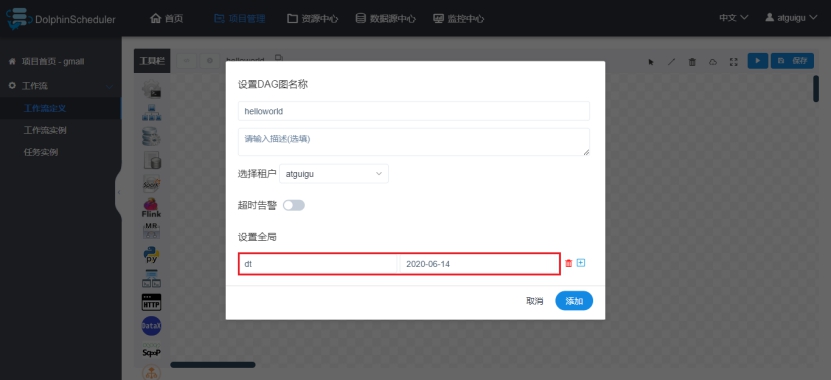 DolphinScheduler
首页
项目管理
资源中心
数据源中心
监控中心
中文
atguigu
项目首页 - gmall
工作流
工作流定义
工作流实例
任务实例
工具栏
helloworld
保存
设置DAG图名称
helloworld
请输入描述(选填)
选择租户
atguigu
超时告警
设置全局
dt
2020-06-14
取消
添加
Spark
Flink
MR
py
HTTP
DataX
Sqoop